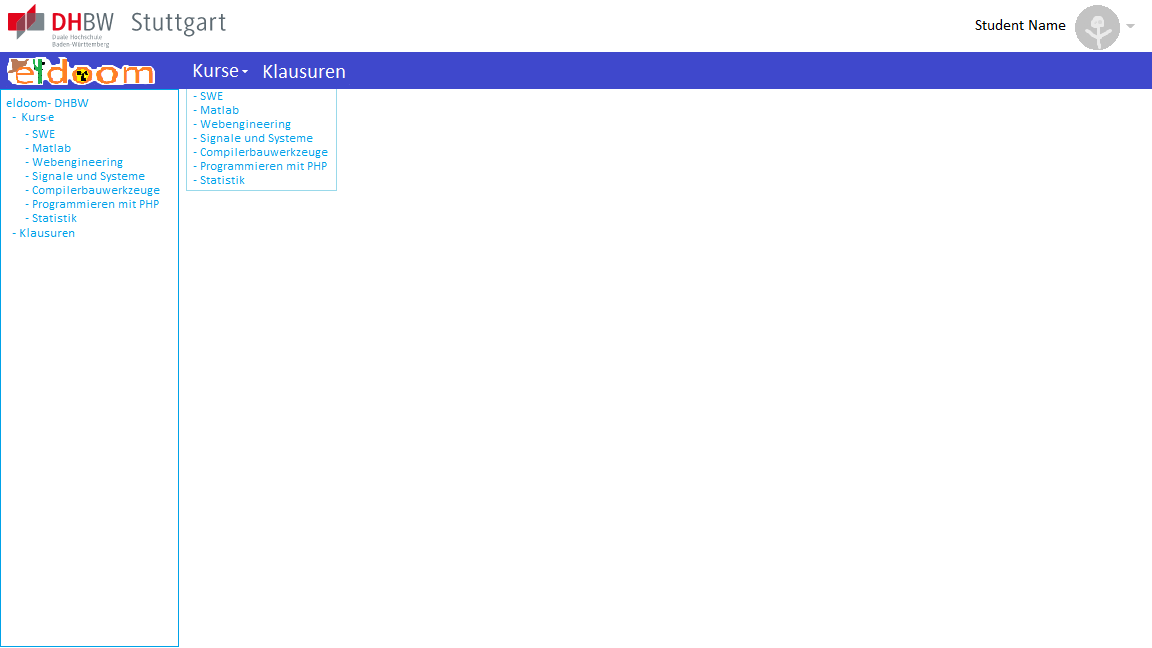 DHBW Stuttgart
Duale Hochschule
Baden-Württemberg
Student Name
eldoom
Kurse
Klausuren
eldoom- DHBW
- Kurse
- SWE
- Matlab
- Webengineering
- Signale und Systeme
- Compilerbauwerkzeuge
- Programmieren mit PHP
- Statistik
- Klausuren
- SWE
- Matlab
- Webengineering
- Signale und Systeme
- Compilerbauwerkzeuge
- Programmieren mit PHP
- Statistik